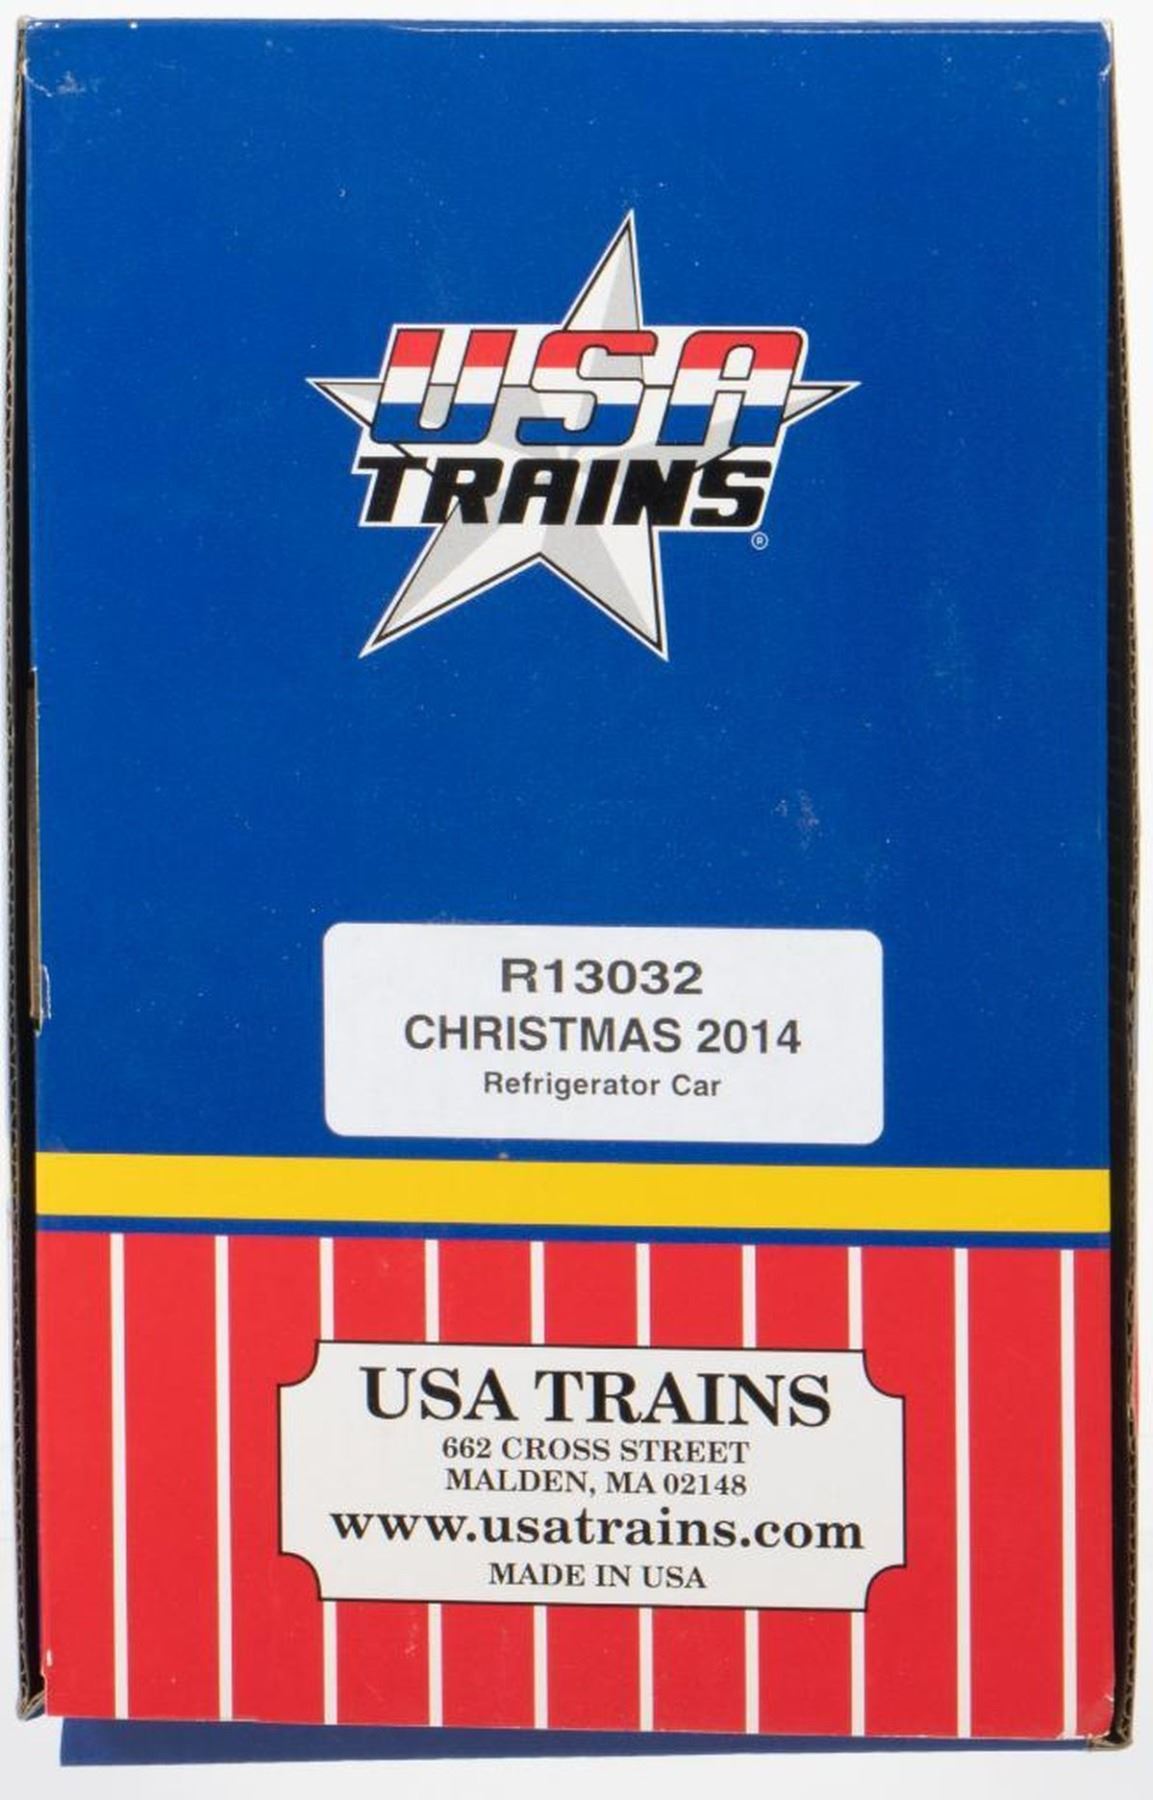 USA
TRAINS
®
R13032
CHRISTMAS 2014
Refrigerator Car
USA TRAINS
662 CROSS STREET
MALDEN, MA 02148
www.usatrains.com
MADE IN USA